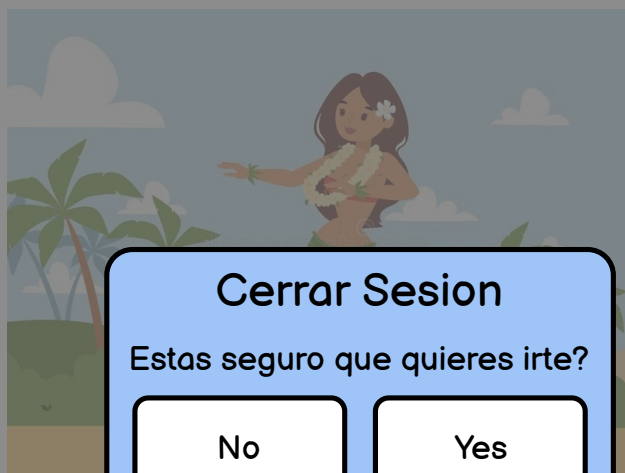 Cerrar Sesion
Estas seguro que quieres irte?
No Yes